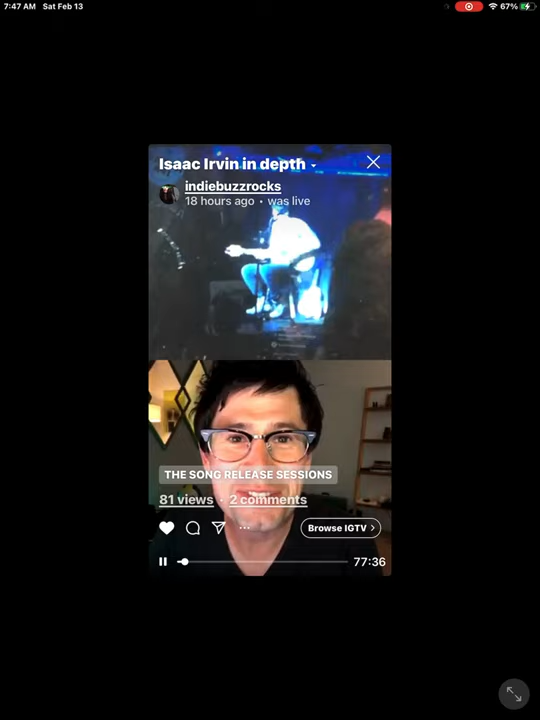 7:47 AM Sat Feb 13
67%
Isaac Irvin in depth
indiebuzzrocks
18 hours ago • was live
THE SONG RELEASE SESSIONS
81 views · 2 comments
Browse IGTV >
77:36